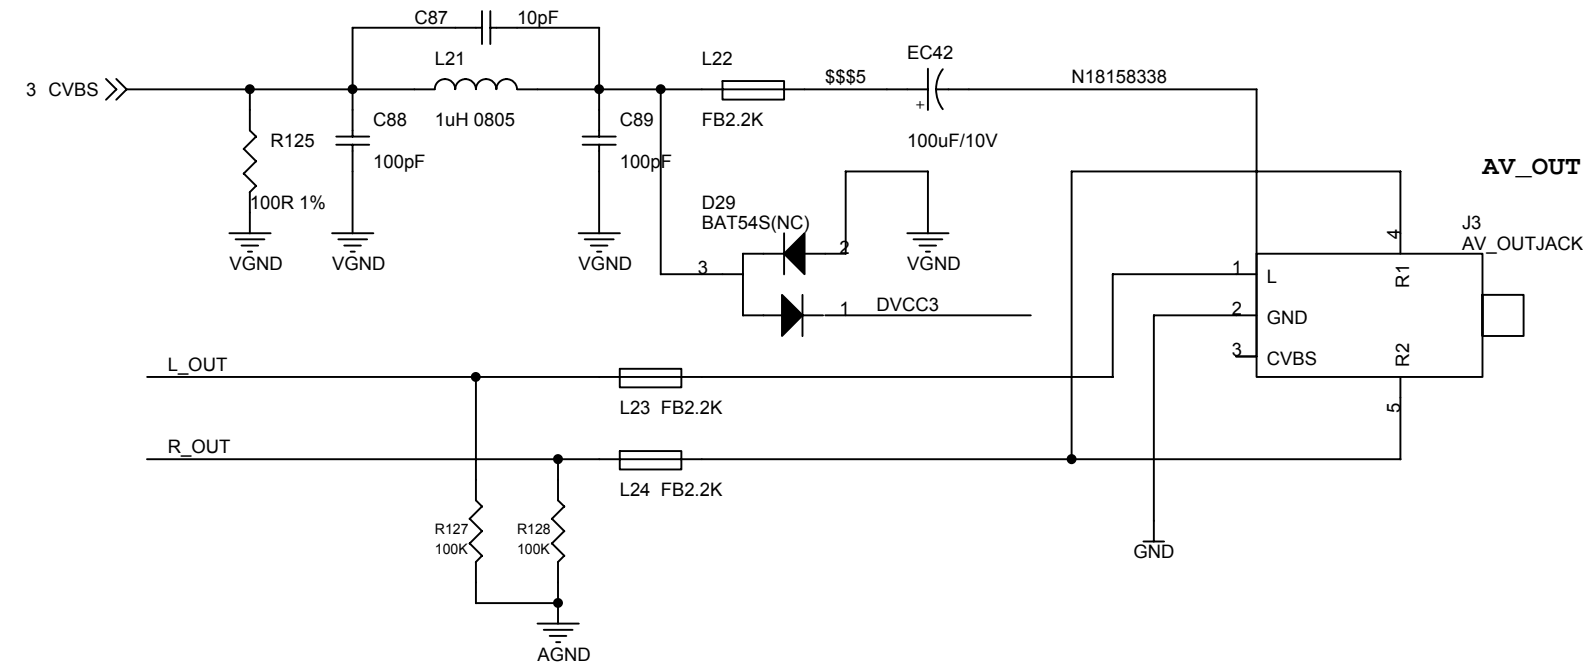 C87 10pF
L21
L22
EC42
3 CVBS
$$$5
N18158338
C88
1uH 0805
C89
FB2.2K
+
R125
100pF
100pF
100uF/10V
AV_OUT
100R 1%
D29
BAT54S(NC)
J3
AV_OUTJACK
VGND
VGND
VGND
VGND
2
3
4
1
L
R1
1
DVCC3
2
GND
3
CVBS
R2
L_OUT
L23 FB2.2K
5
R_OUT
L24 FB2.2K
R127
100K
R128
100K
GND
AGND